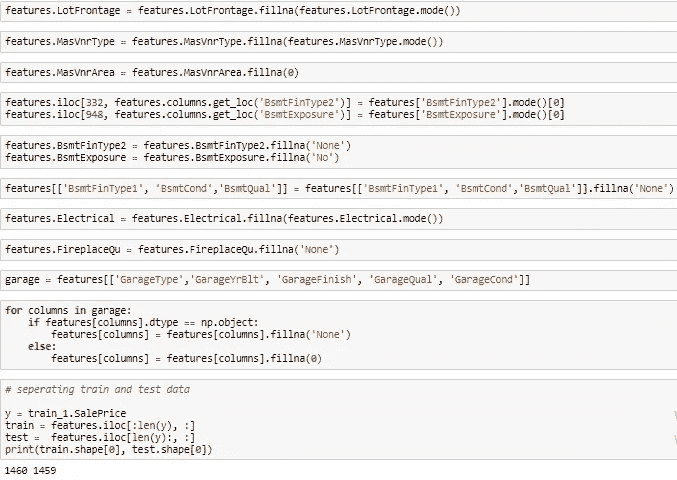 features.LotFrontage = features.LotFrontage.fillna(features.LotFrontage.mode())
features.MasVnrType = features.MasVnrType.fillna(features.MasVnrType.mode())
features.MasVnrArea = features.MasVnrArea.fillna(0)
features.iloc[332, features.columns.get_loc('BsmtFinType2')] = features['BsmtFinType2'].mode()[0]
features.iloc[948, features.columns.get_loc('BsmtExposure')] = features['BsmtExposure'].mode()[0]
features.BsmtFinType2 = features.BsmtFinType2.fillna('None')
features.BsmtExposure = features.BsmtExposure.fillna('No')
features[['BsmtFinType1', 'BsmtCond','BsmtQual']] = features[['BsmtFinType1', 'BsmtCond','BsmtQual']].fillna('None')
features.Electrical = features.Electrical.fillna(features.Electrical.mode())
features.FireplaceQu = features.FireplaceQu.fillna('None')
garage = features[['GarageType','GarageYrBlt', 'GarageFinish', 'GarageQual', 'GarageCond']]
for columns in garage:
    if features[columns].dtype == np.object:
        features[columns] = features[columns].fillna('None')
    else:
        features[columns] = features[columns].fillna(0)
# seperating train and test data
y = train_1.SalePrice
train = features.iloc[:len(y), :]
test =  features.iloc[len(y):, :]
print(train.shape[0], test.shape[0])
1460 1459